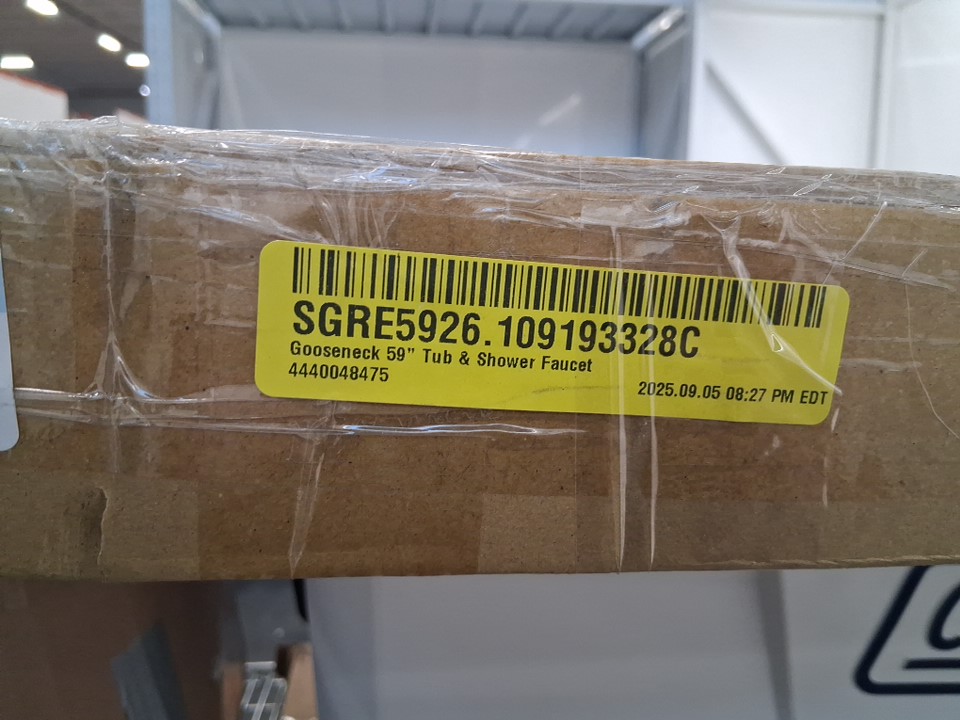 SGRE5926.109193328C
Gooseneck 59" Tub & Shower Faucet
4440048475
2025.09.05 08:27 PM EDT